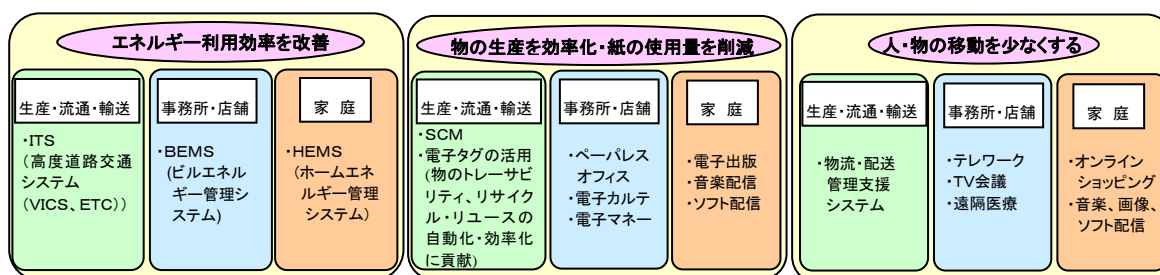 エネルギー利用効率を改善
生産・流通・輸送
・ITS
(高度道路交通
システム
(VICS、ETC))
事務所・店舗
・BEMS
(ビルエネル
ギー管理シ
ステム)
家 庭
・HEMS
(ホームエネ
ルギー管理
システム)
物の生産を効率化・紙の使用量を削減
生産・流通・輸送
・SCM
・電子タグの活用
(物のトレーサビ
リティ、リサイク
ル・リユースの
自動化・効率化
に貢献)
事務所・店舗
・ペーパレス
オフィス
・電子カルテ
・電子マネー
家 庭
・電子出版
・音楽配信
・ソフト配信
人・物の移動を少なくする
生産・流通・輸送
・物流・配送
管理支援
システム
事務所・店舗
・テレワーク
・TV会議
・遠隔医療
家 庭
・オンライン
ショッピング
・音楽、画像、
ソフト配信